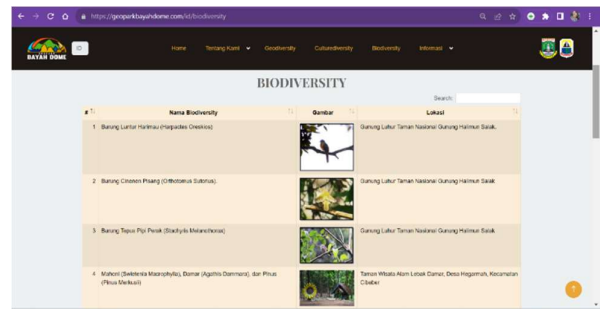 https://geoparkbayahdome.com/kt/biodiversity
BAYAH DOME
ID
Home
Tentang Kami
Geodiversity
Culturediversity
Biodiversity
Informasi
BIODIVERSITY
Search:
# Nama Biodiversity Gambar Lokasi
1 Burung Luntur Harimau (Harpactes Oreskios) Gunung Luhur Taman Nasional Gunung Halimun Salak.
2 Burung Cinenen Pisang (Orthotomus Sutorius). Gunung Luhur Taman Nasional Gunung Halimun Salak
3 Burung Tepus Pipi Perak (Stachyris Melanothorax) Gunung Luhur Taman Nasional Gunung Halimun Salak
4 Mahoni (Swietenia Macrophylla), Damar (Agathis Dammara), dan Pinus Taman Wisata Alam Lebak Damar, Desa Hegarmah, Kecamatan
(Pinus Merkusii) Cibeber